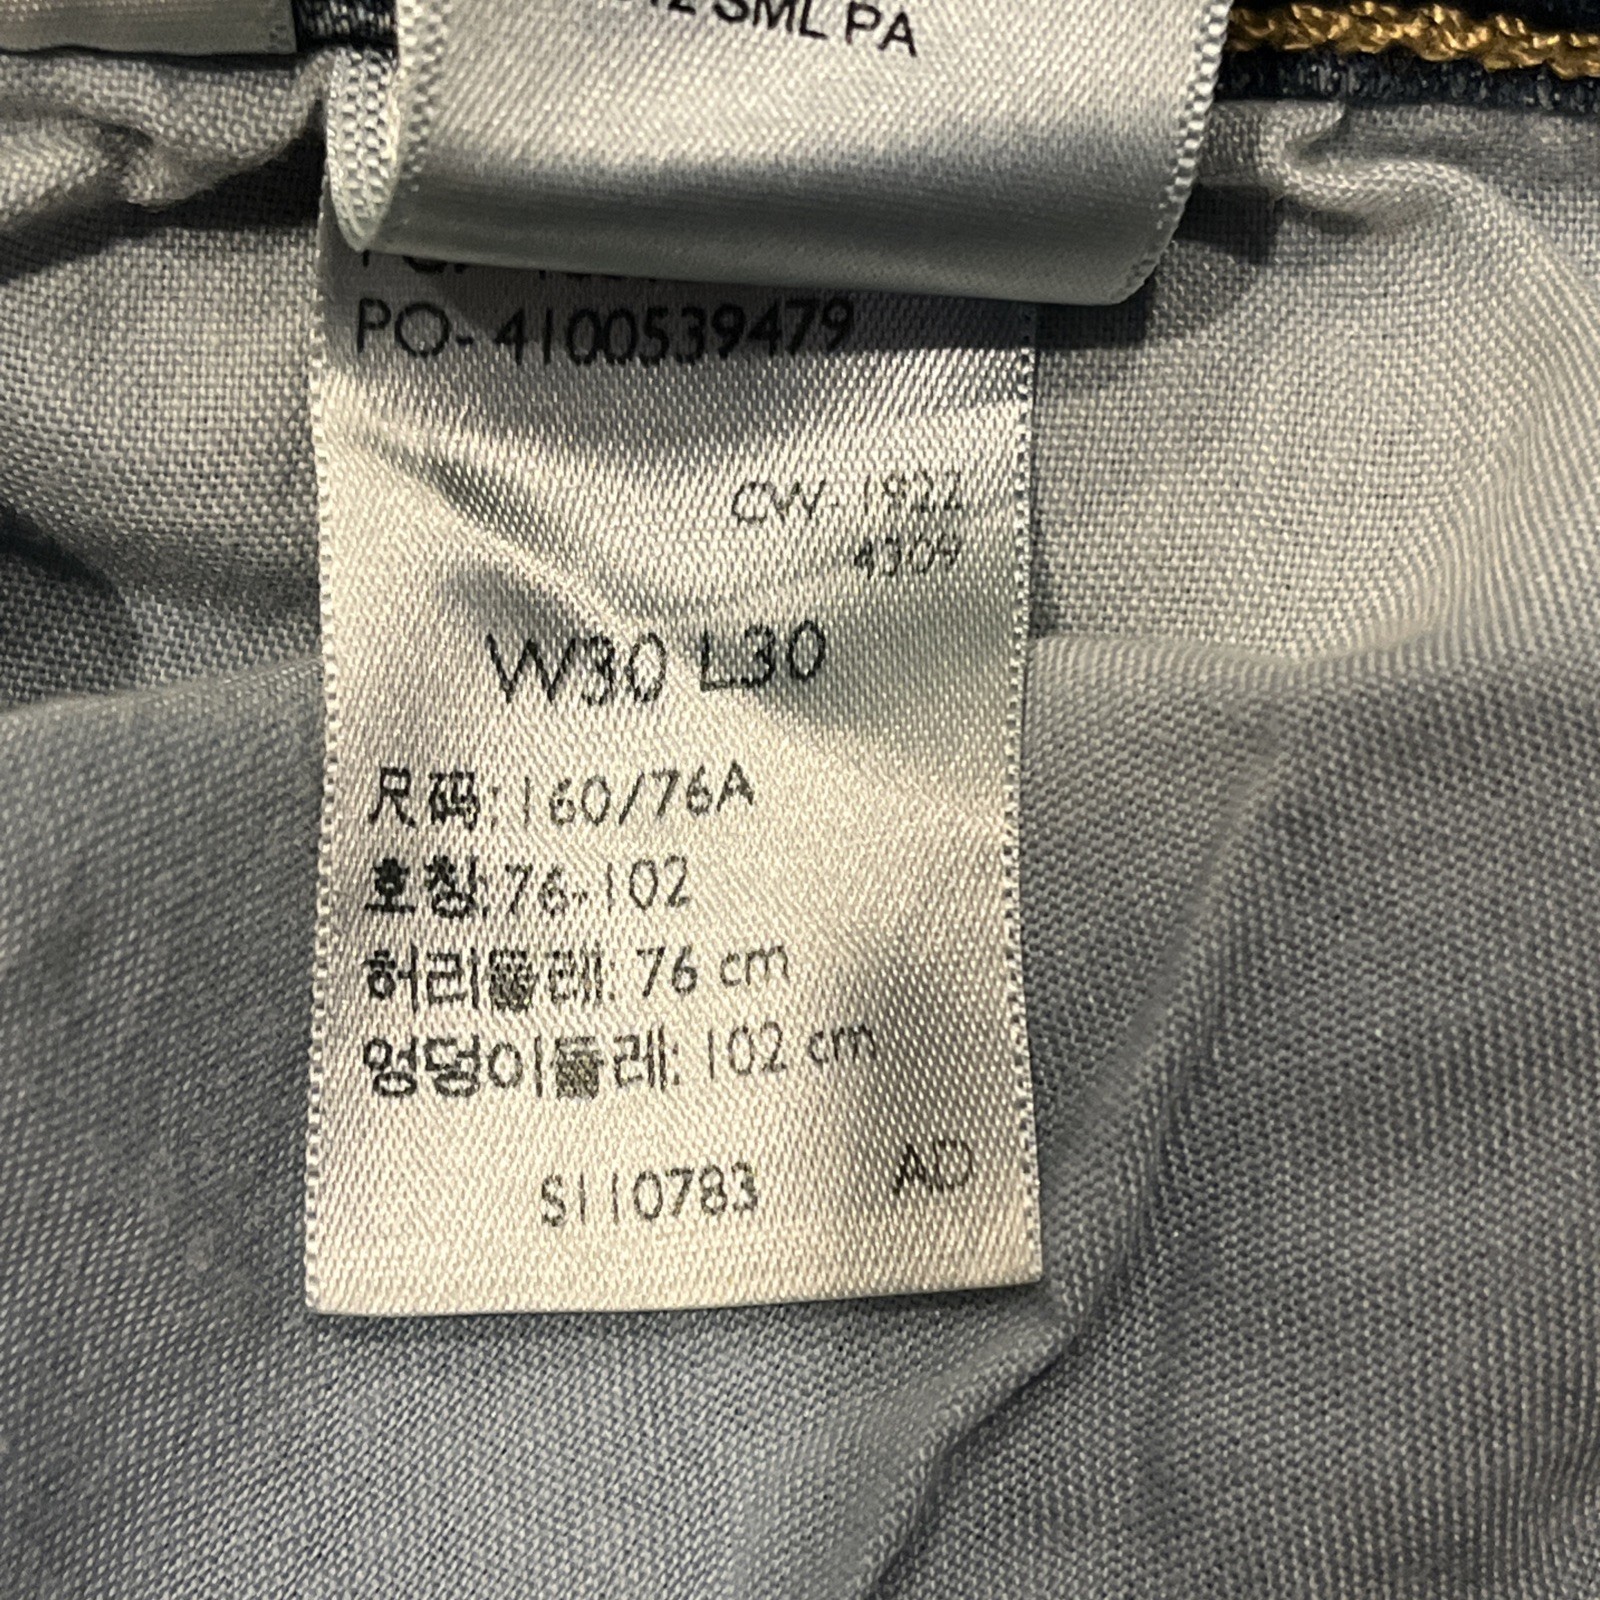 SML PA
PO-4100539479
CW-1922
4309
W30 L30
尺码:160/76A
호칭:76-102
허리둘레: 76 cm
엉덩이둘레: 102 cm
S110783
AD